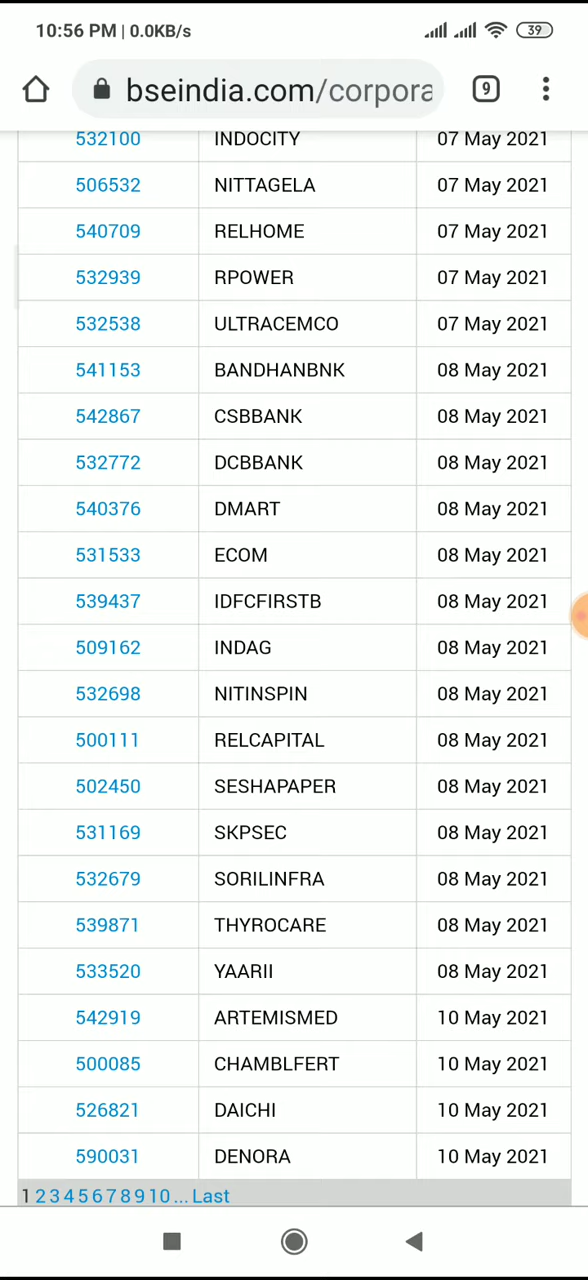 10:56 PM | 0.0KB/s 39
bseindia.com/corpora 9
532100 INDOCITY 07 May 2021
506532 NITTAGELA 07 May 2021
540709 RELHOME 07 May 2021
532939 RPOWER 07 May 2021
532538 ULTRACEMCO 07 May 2021
541153 BANDHANBNK 08 May 2021
542867 CSBBANK 08 May 2021
532772 DCBBANK 08 May 2021
540376 DMART 08 May 2021
531533 ECOM 08 May 2021
539437 IDFCFIRSTB 08 May 2021
509162 INDAG 08 May 2021
532698 NITINSPIN 08 May 2021
500111 RELCAPITAL 08 May 2021
502450 SESHAPAPER 08 May 2021
531169 SKPSEC 08 May 2021
532679 SORILINFRA 08 May 2021
539871 THYROCARE 08 May 2021
533520 YAARII 08 May 2021
542919 ARTEMISMED 10 May 2021
500085 CHAMBLFERT 10 May 2021
526821 DAICHI 10 May 2021
590031 DENORA 10 May 2021
1 2 3 4 5 6 7 8 9 10 ... Last